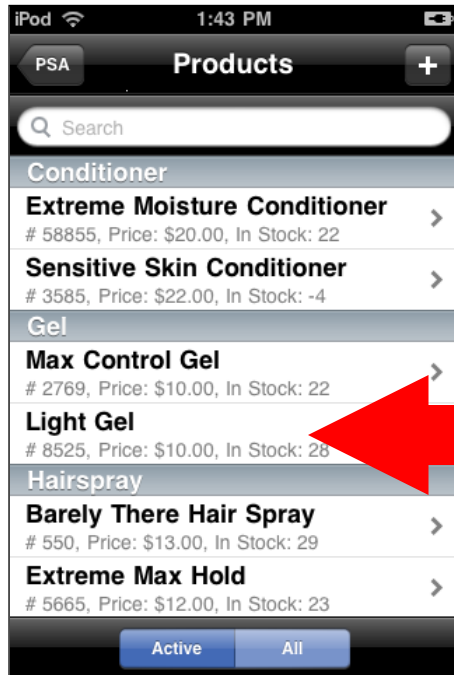 iPod 1:43 PM
PSA Products +
Search
Conditioner
Extreme Moisture Conditioner
# 58855, Price: $20.00, In Stock: 22
Sensitive Skin Conditioner
# 3585, Price: $22.00, In Stock: -4
Gel
Max Control Gel
# 2769, Price: $10.00, In Stock: 22
Light Gel
# 8525, Price: $10.00, In Stock: 28
Hairspray
Barely There Hair Spray
# 550, Price: $13.00, In Stock: 29
Extreme Max Hold
# 5665, Price: $12.00, In Stock: 23
Active All